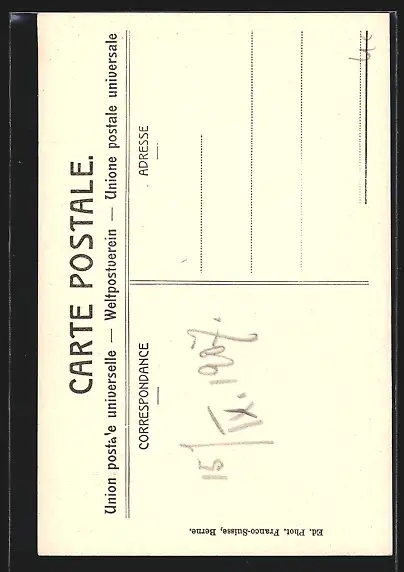 CARTE POSTALE.
Union postale universelle — Weltpostverein — Unione postale universale
CORRESPONDANCE
ADRESSE
15/IX.1907.
Ed. Phot. Franco-Suisse, Berne.